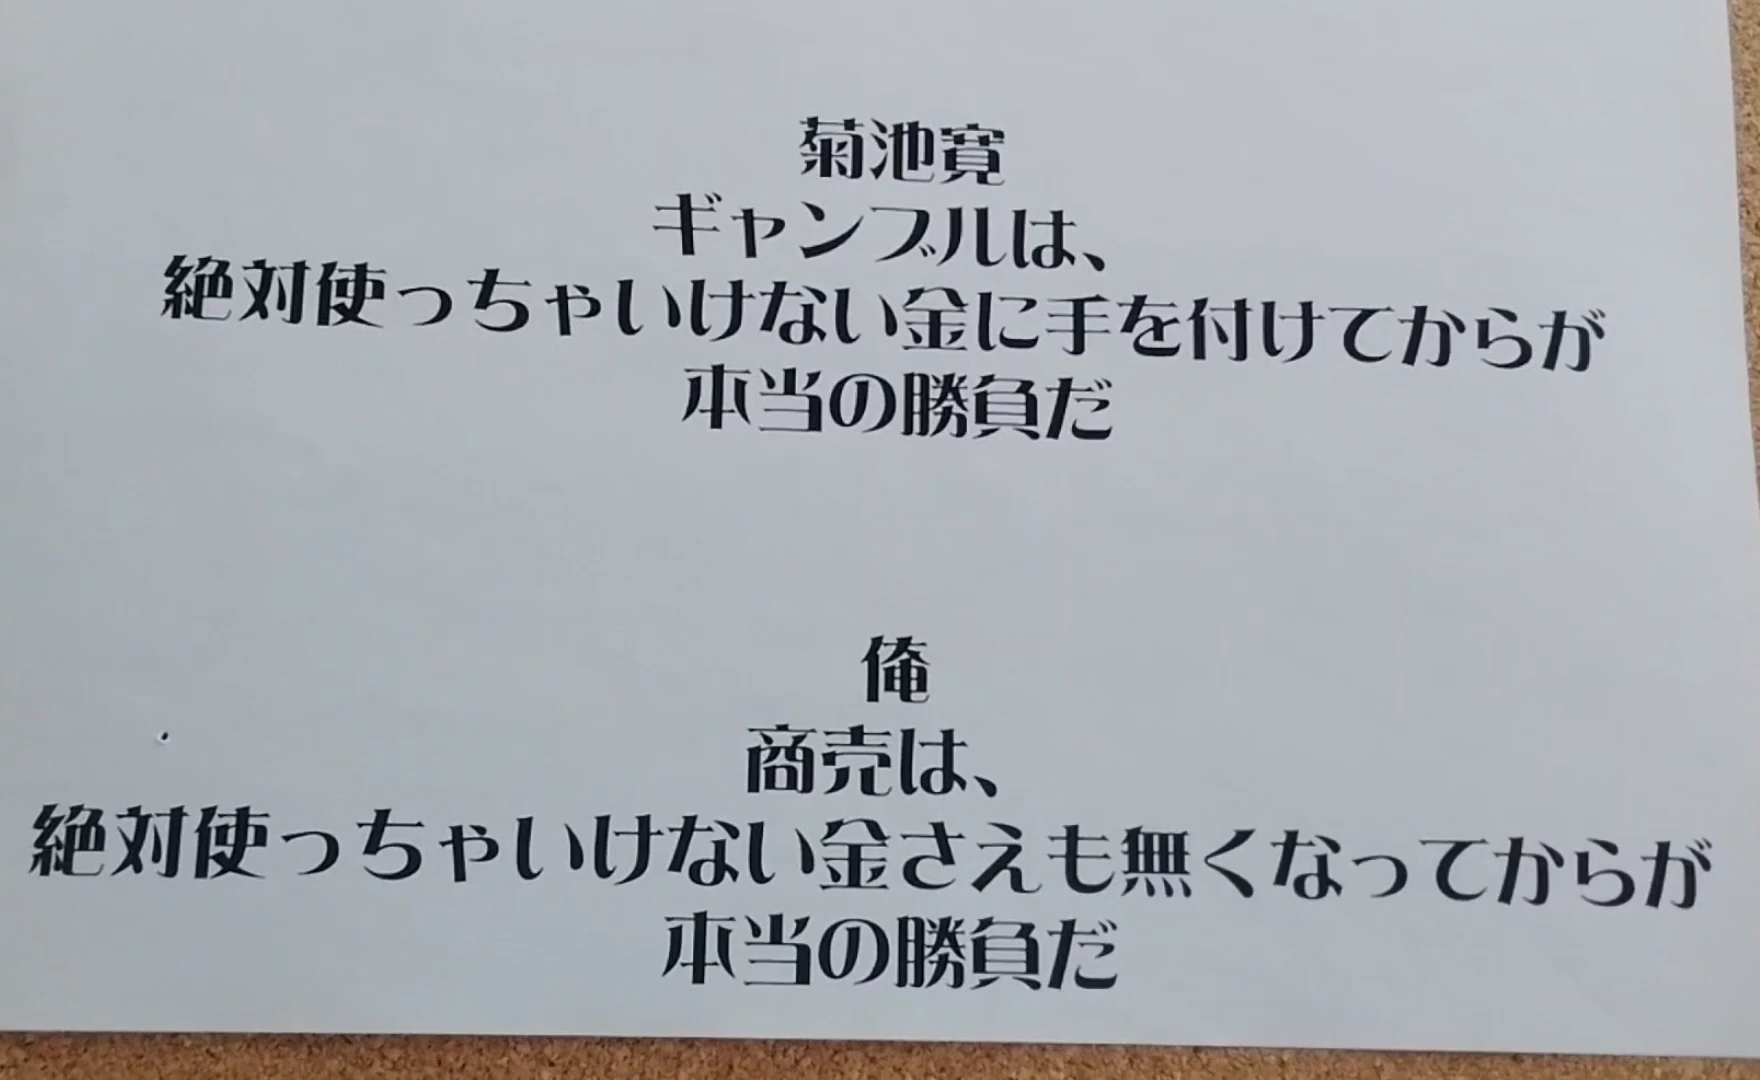 菊池寛
ギャンブルは、
絶対使っちゃいけない金に手を付けてからが
本当の勝負だ
俺
商売は、
絶対使っちゃいけない金さえも無くなってからが
本当の勝負だ